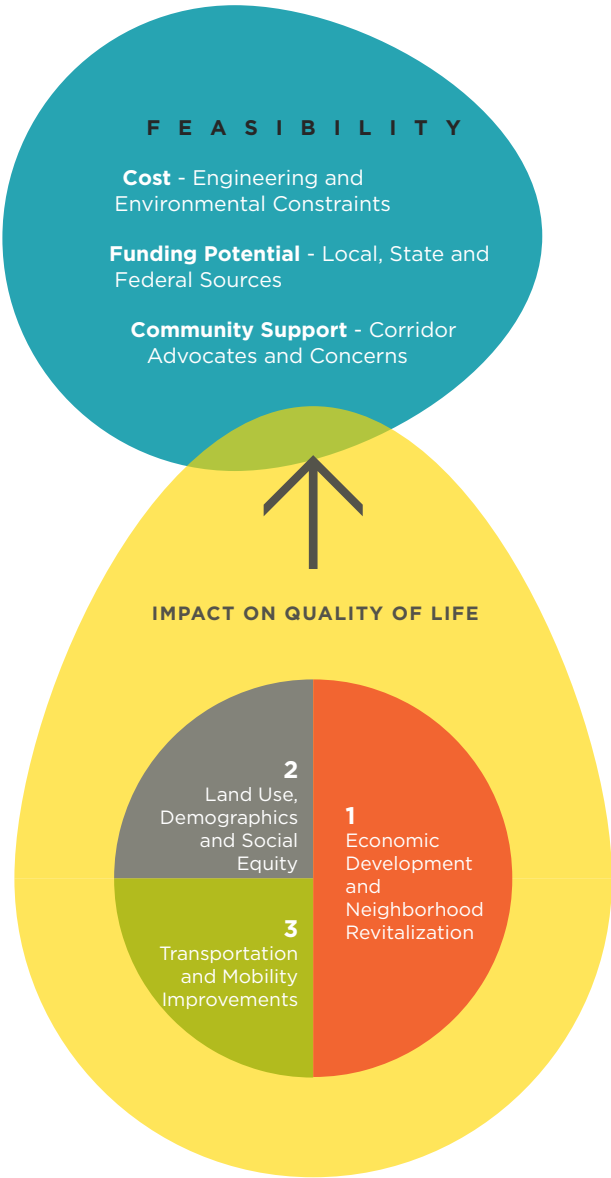 FEASIBILITY
Cost - Engineering and
Environmental Constraints
Funding Potential - Local, State and
Federal Sources
Community Support - Corridor
Advocates and Concerns
IMPACT ON QUALITY OF LIFE
2
Land Use,
Demographics
and Social
Equity
1
Economic
Development
and
Neighborhood
Revitalization
3
Transportation
and Mobility
Improvements